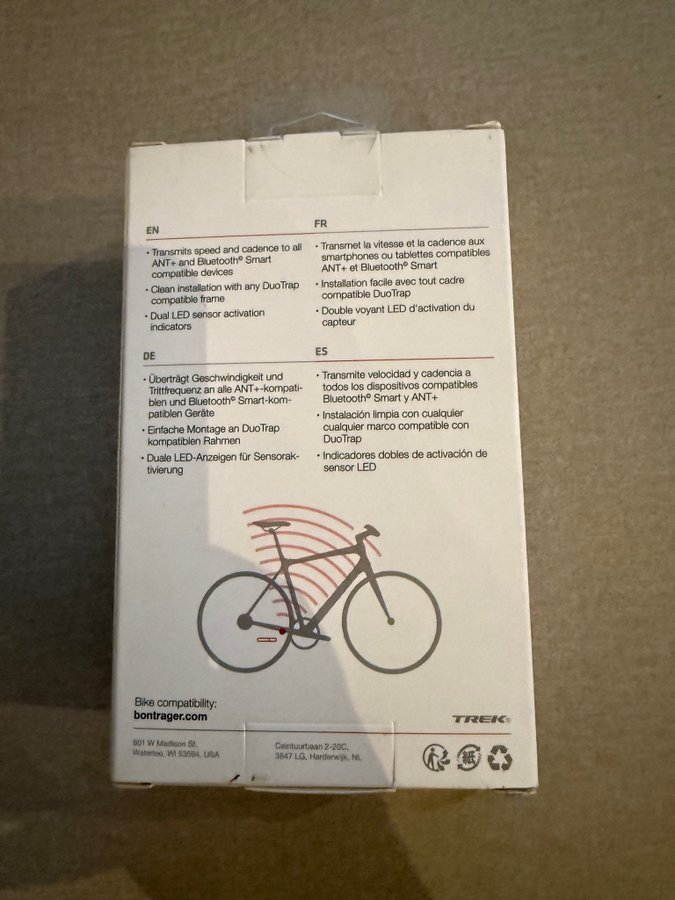 EN
• Transmits speed and cadence to all
ANT+ and Bluetooth® Smart
compatible devices
• Clean installation with any DuoTrap
compatible frame
• Dual LED sensor activation
indicators
FR
• Transmet la vitesse et la cadence aux
smartphones ou tablettes compatibles
ANT+ et Bluetooth® Smart
• Installation facile avec tout cadre
compatible DuoTrap
• Double voyant LED d'activation du
capteur
DE
• Überträgt Geschwindigkeit und
Trittfrequenz an alle ANT+-kompati-
blen und Bluetooth® Smart-kom-
patiblen Geräte
• Einfache Montage an DuoTrap
kompatiblen Rahmen
• Duale LED-Anzeigen für Sensorak-
tivierung
ES
• Transmite velocidad y cadencia a
todos los dispositivos compatibles
Bluetooth® Smart y ANT+
• Instalación limpia con cualquier
cualquier marco compatible con
DuoTrap
• Indicadores dobles de activación de
sensor LED
Bike compatibility:
bontrager.com
TREK®
801 W Madison St.
Waterloo, WI 53594, USA
Ceintuurbaan 2-20C,
3847 LG, Harderwijk, NL
紙